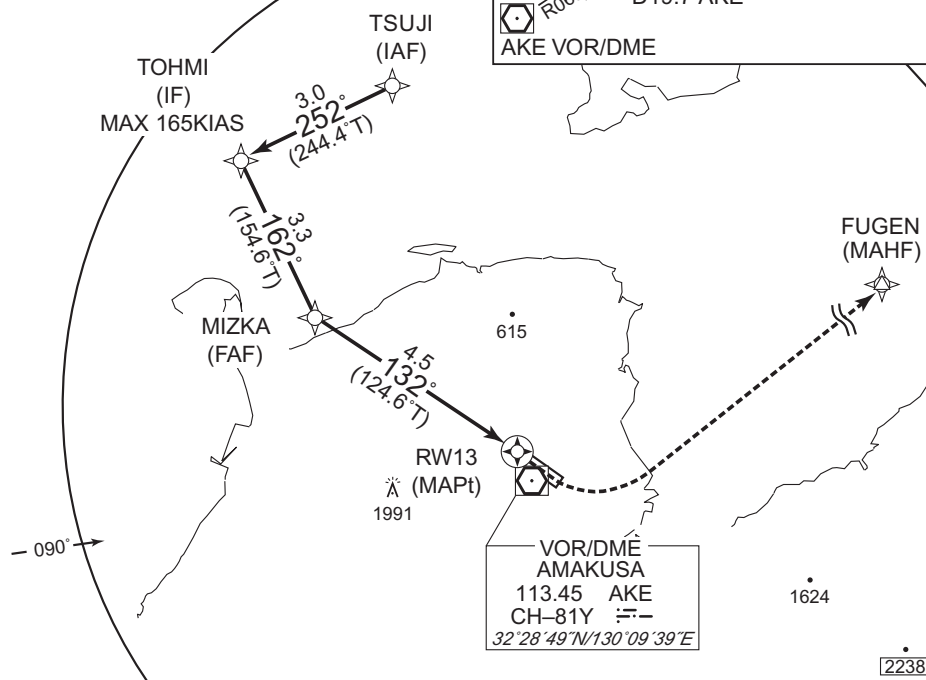 AKE VOR/DME
TSUJI
(IAF)
TOHMI
(IF)
MAX 165KIAS
3.0
252°
(244.4°T)
3.3
162°
(154.6°T)
FUGEN
(MAHF)
MIZKA
(FAF)
615
4.5
132°
(124.6°T)
RW13
(MAPt)
1991
090°
VOR/DME
AMAKUSA
113.45 AKE
CH–81Y
32°28´49˝N/130°09´39˝E
1624
2238